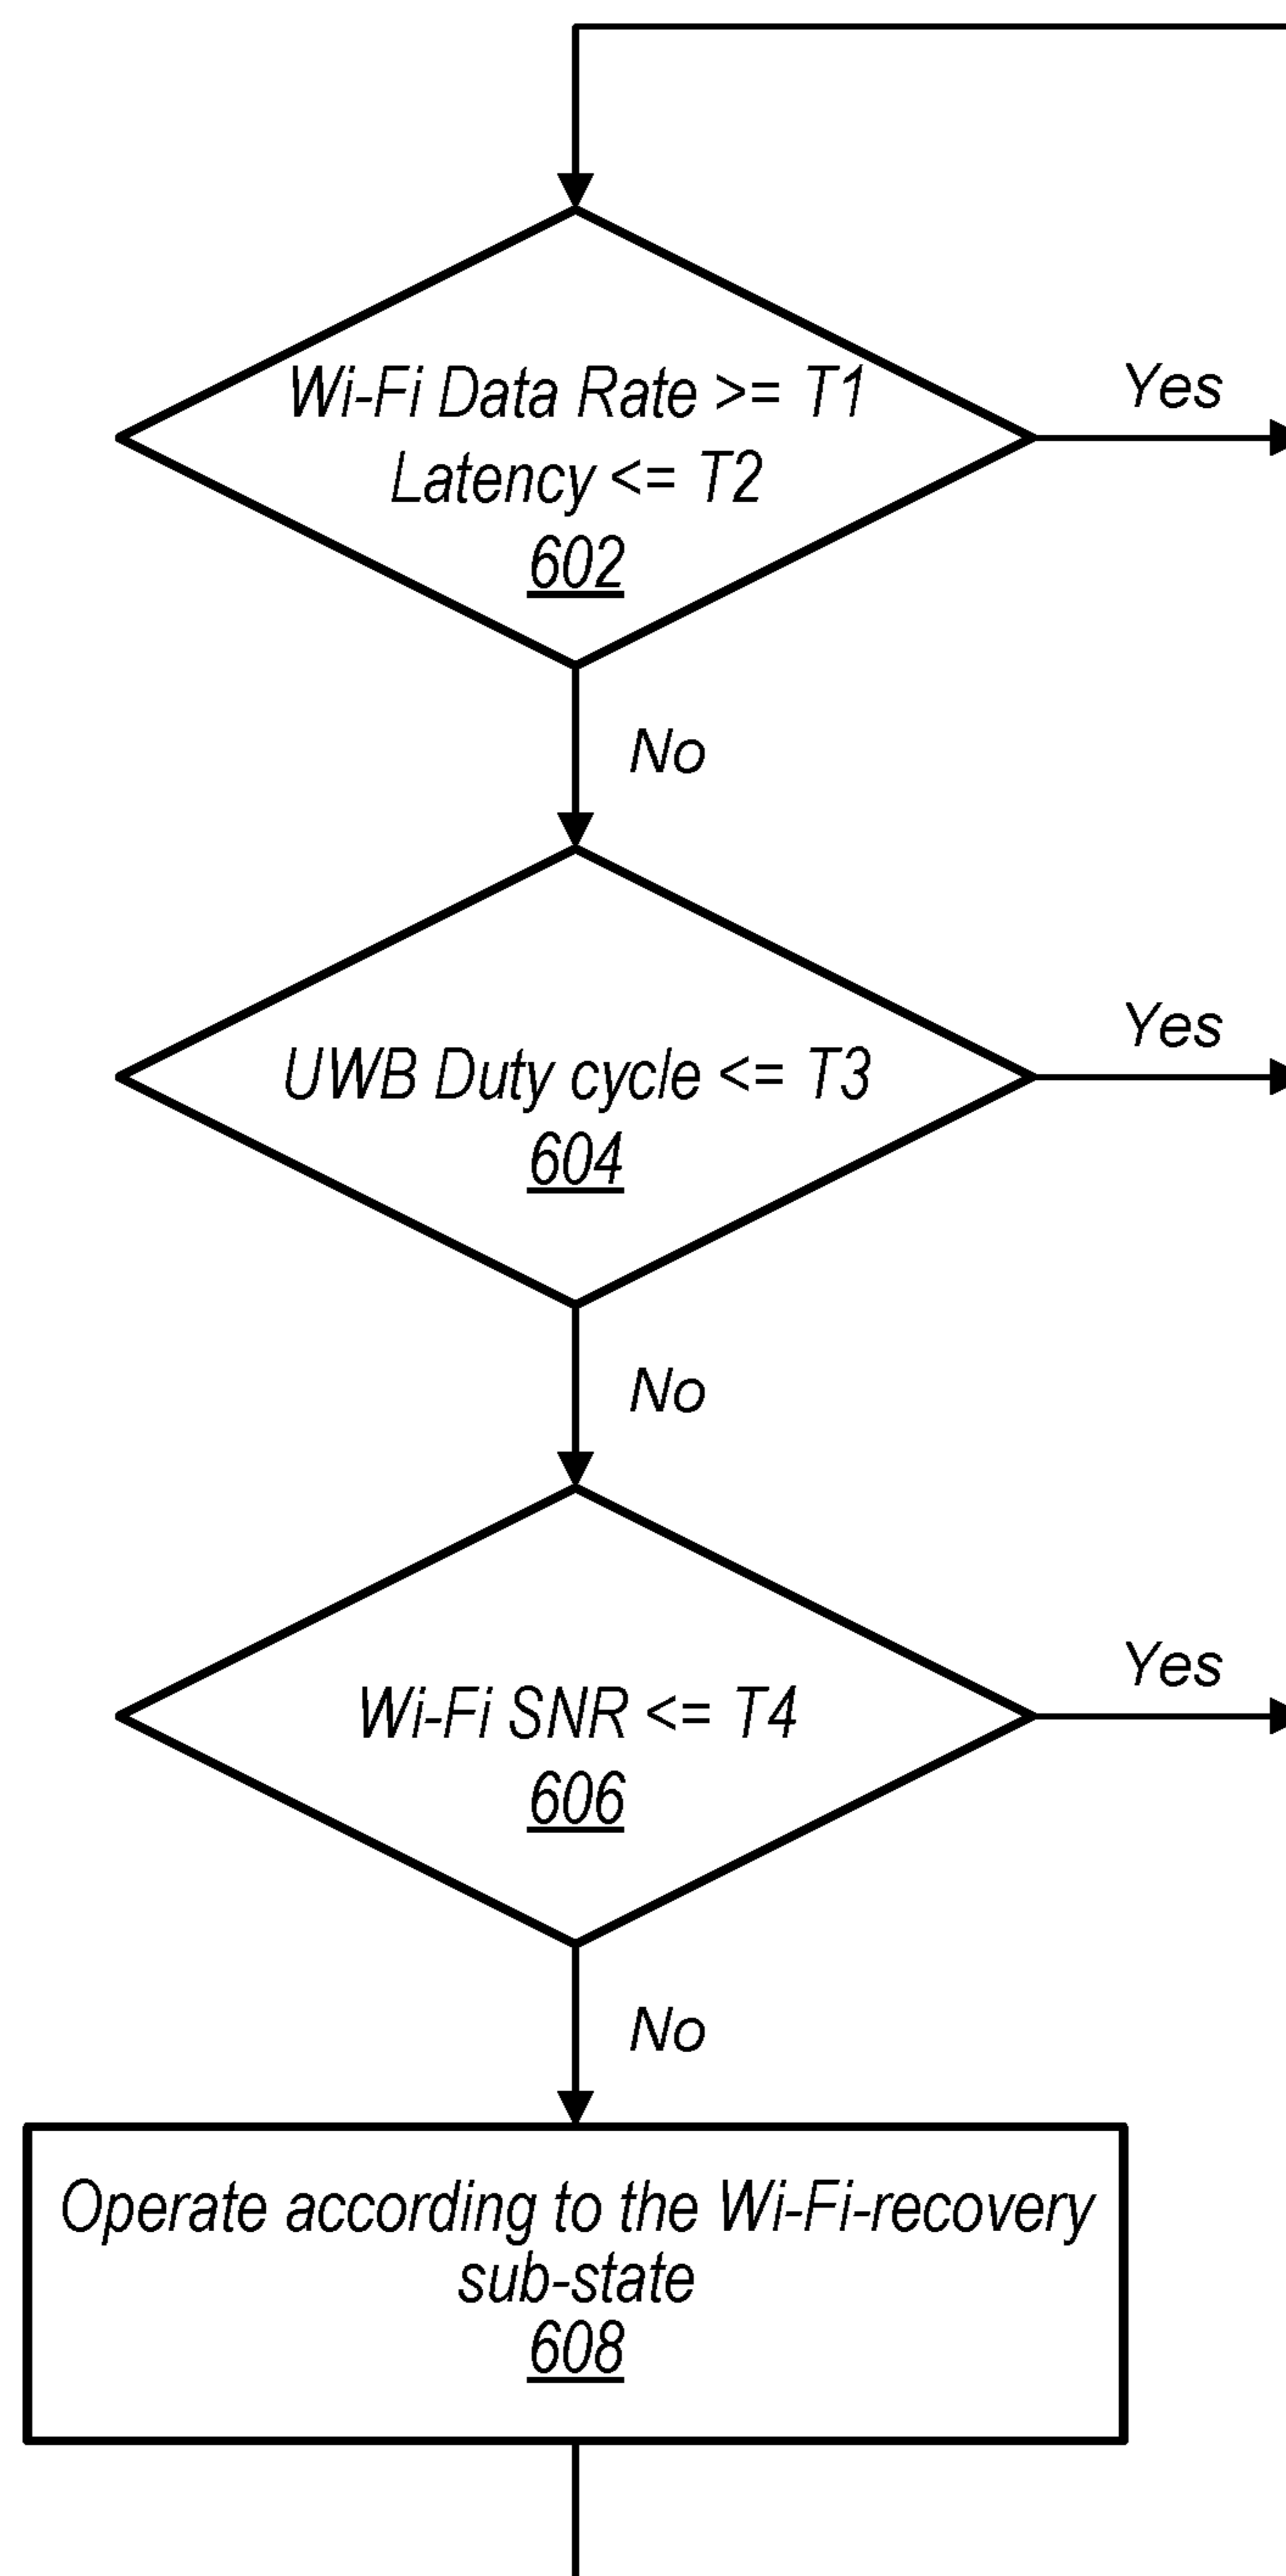 Wi-Fi Data Rate >= T1
Latency <= T2
602
Yes
No
UWB Duty cycle <= T3
604
Yes
No
Wi-Fi SNR <= T4
606
Yes
No
Operate according to the Wi-Fi-recovery
sub-state
608